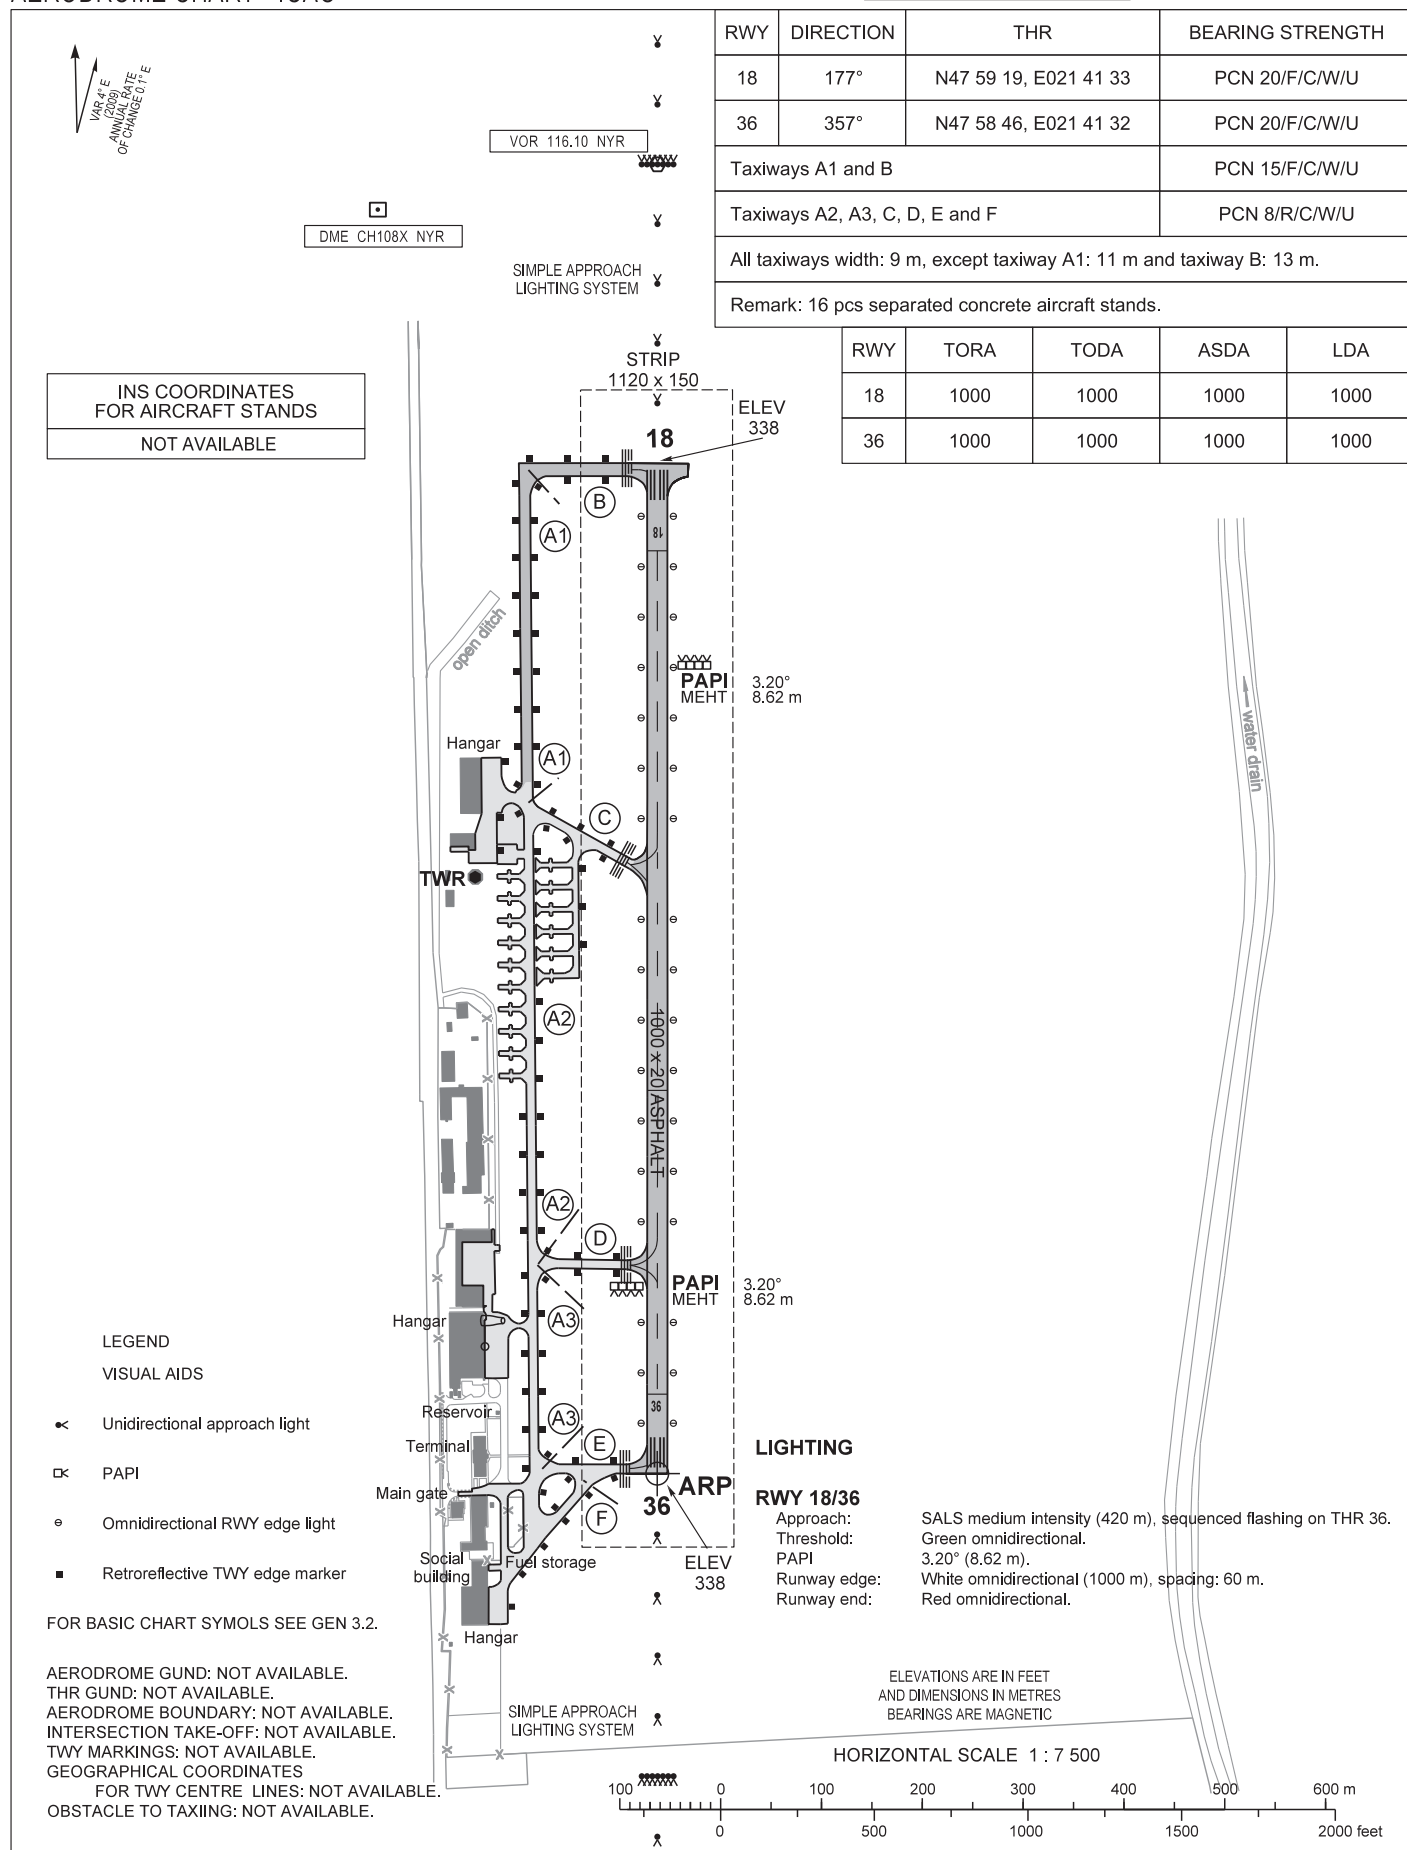 VAR 4° E
(2009)
ANNUAL RATE
OF CHANGE 0.1° E
VOR 116.10 NYR
DME CH108X NYR
SIMPLE APPROACH
LIGHTING SYSTEM
RWY DIRECTION THR BEARING STRENGTH
18 177° N47 59 19, E021 41 33 PCN 20/F/C/W/U
36 357° N47 58 46, E021 41 32 PCN 20/F/C/W/U
Taxiways A1 and B PCN 15/F/C/W/U
Taxiways A2, A3, C, D, E and F PCN 8/R/C/W/U
All taxiways width: 9 m, except taxiway A1: 11 m and taxiway B: 13 m.
Remark: 16 pcs separated concrete aircraft stands.
RWY TORA TODA ASDA LDA
18 1000 1000 1000 1000
36 1000 1000 1000 1000
INS COORDINATES
FOR AIRCRAFT STANDS
NOT AVAILABLE
STRIP
1120 x 150
ELEV
338
18
B
A1
18
open ditch
PAPI 3.20°
MEHT 8.62 m
water drain
Hangar
A1
C
TWR
A2
1000 x 20 ASPHALT
A2
D
PAPI 3.20°
MEHT 8.62 m
A3
Hangar
36
Reservoir
A3
E
Terminal
Main gate
ARP
36
F
Social
building
Fuel storage
ELEV
338
Hangar
LEGEND
VISUAL AIDS
Unidirectional approach light
PAPI
Omnidirectional RWY edge light
Retroreflective TWY edge marker
FOR BASIC CHART SYMOLS SEE GEN 3.2.
AERODROME GUND: NOT AVAILABLE.
THR GUND: NOT AVAILABLE.
AERODROME BOUNDARY: NOT AVAILABLE.
INTERSECTION TAKE-OFF: NOT AVAILABLE.
TWY MARKINGS: NOT AVAILABLE.
GEOGRAPHICAL COORDINATES
FOR TWY CENTRE LINES: NOT AVAILABLE.
OBSTACLE TO TAXIING: NOT AVAILABLE.
LIGHTING
RWY 18/36
Approach: SALS medium intensity (420 m), sequenced flashing on THR 36.
Threshold: Green omnidirectional.
PAPI 3.20° (8.62 m).
Runway edge: White omnidirectional (1000 m), spacing: 60 m.
Runway end: Red omnidirectional.
SIMPLE APPROACH
LIGHTING SYSTEM
ELEVATIONS ARE IN FEET
AND DIMENSIONS IN METRES
BEARINGS ARE MAGNETIC
HORIZONTAL SCALE 1 : 7 500
100 0 100 200 300 400 500 600 m
0 500 1000 1500 2000 feet